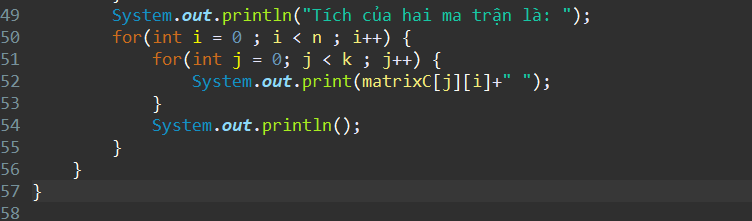 49 System.out.println("Tích của hai ma trận là: ");
50 for(int i = 0 ; i < n ; i++) {
51 for(int j = 0; j < k ; j++) {
52 System.out.print(matrixC[j][i]+" ");
53 }
54 System.out.println();
55 }
56 }
57 }
58